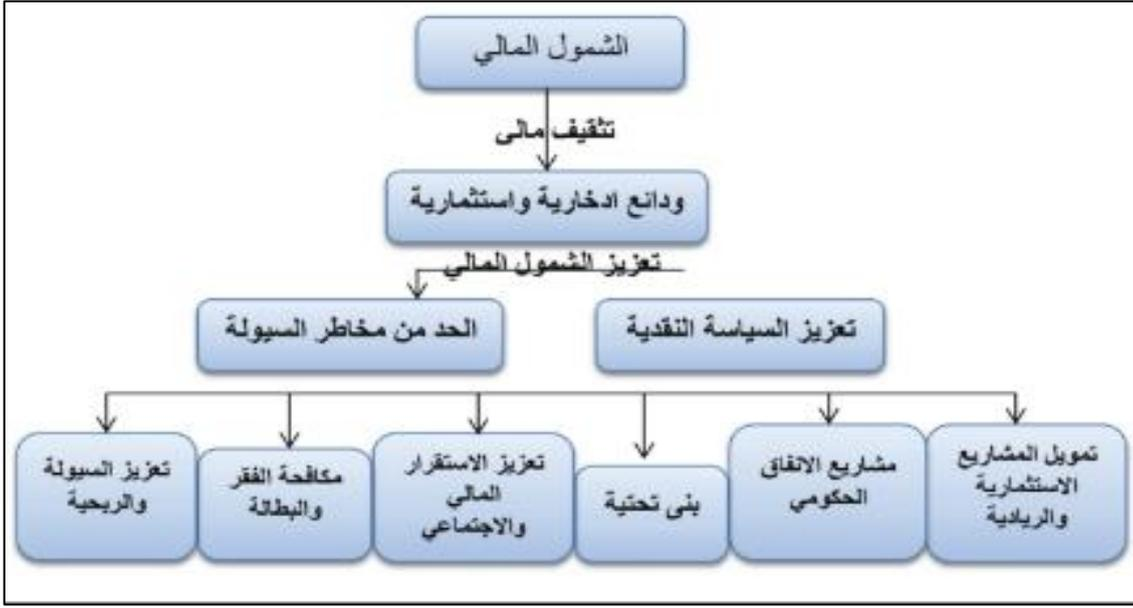 الشمول المالي
تثقيف مالى
ودائع ادخارية واستثمارية
تعزيز الشمول المالي
تعزيز السياسة النقدية
الحد من مخاطر السيولة
تمويل المشاريع
الاستثمارية
والريادية
مشاريع الانفاق
الحكومي
بنى تحتية
تعزيز الاستقرار
المالي
والاجتماعي
مكافحة الفقر
والبطالة
تعزيز السيولة
والربحية